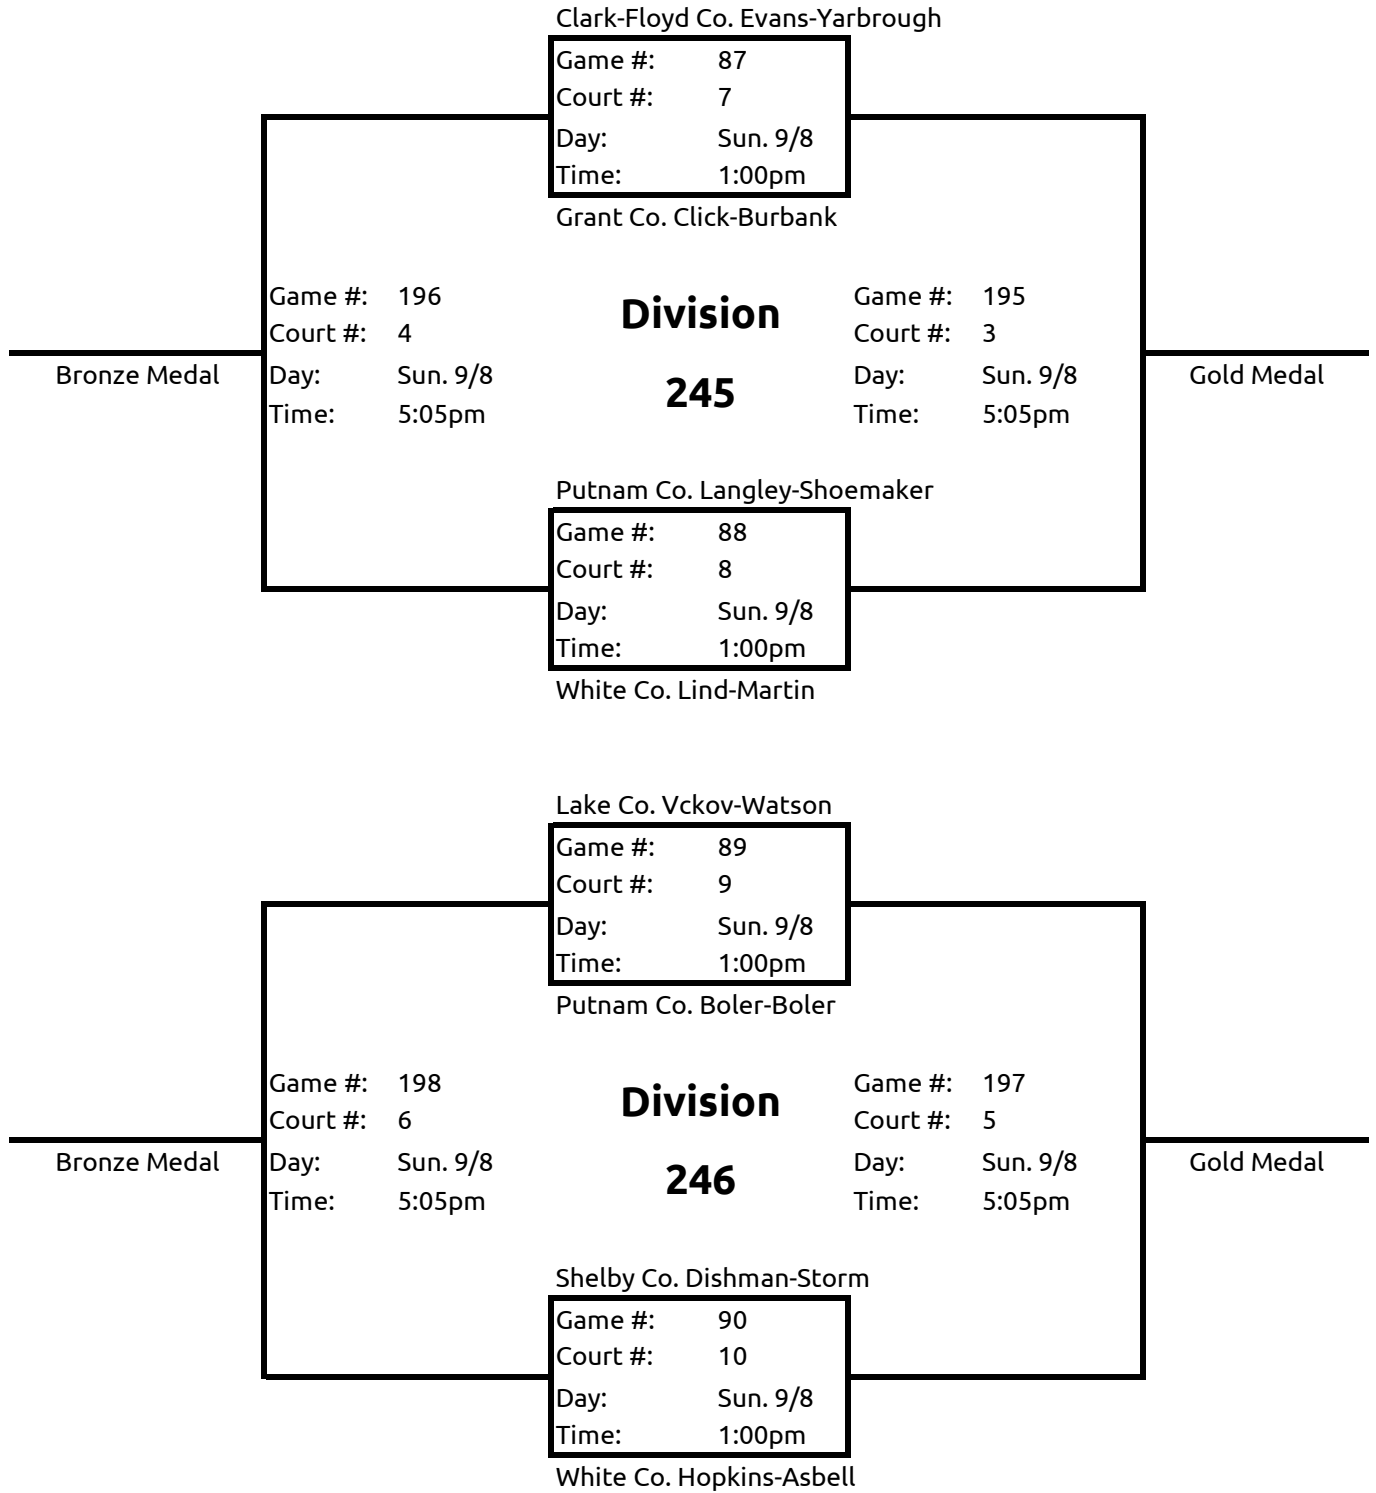 Clark-Floyd Co. Evans-Yarbrough
Game #: 87
Court #: 7
Day: Sun. 9/8
Time: 1:00pm
Grant Co. Click-Burbank
Game #: 196
Court #: 4
Day: Sun. 9/8
Time: 5:05pm
Bronze Medal
Division
245
Game #: 195
Court #: 3
Day: Sun. 9/8
Time: 5:05pm
Gold Medal
Putnam Co. Langley-Shoemaker
Game #: 88
Court #: 8
Day: Sun. 9/8
Time: 1:00pm
White Co. Lind-Martin
Lake Co. Vckov-Watson
Game #: 89
Court #: 9
Day: Sun. 9/8
Time: 1:00pm
Putnam Co. Boler-Boler
Game #: 198
Court #: 6
Day: Sun. 9/8
Time: 5:05pm
Bronze Medal
Division
246
Game #: 197
Court #: 5
Day: Sun. 9/8
Time: 5:05pm
Gold Medal
Shelby Co. Dishman-Storm
Game #: 90
Court #: 10
Day: Sun. 9/8
Time: 1:00pm
White Co. Hopkins-Asbell